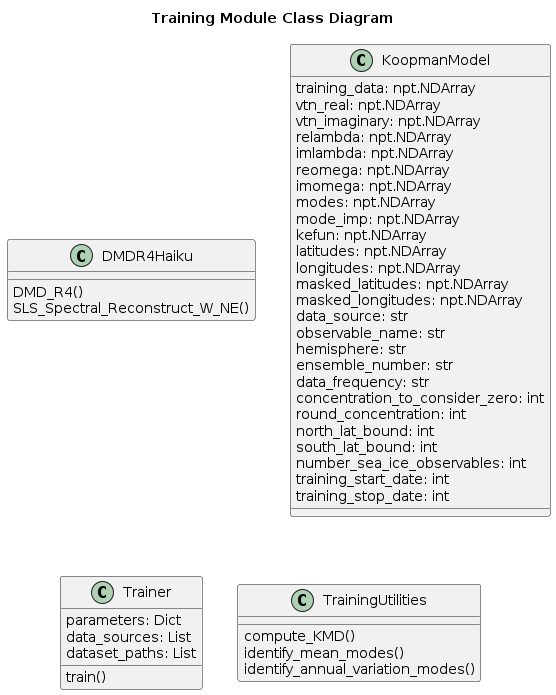 Training Module Class Diagram
C KoopmanModel
training_data: npt.NDArray
vtn_real: npt.NDArray
vtn_imaginary: npt.NDArray
relambda: npt.NDArray
imlambda: npt.NDArray
reomega: npt.NDArray
imomega: npt.NDArray
modes: npt.NDArray
mode_imp: npt.NDArray
kefun: npt.NDArray
latitudes: npt.NDArray
longitudes: npt.NDArray
masked_latitudes: npt.NDArray
masked_longitudes: npt.NDArray
data_source: str
observable_name: str
hemisphere: str
ensemble_number: str
data_frequency: str
concentration_to_consider_zero: int
round_concentration: int
north_lat_bound: int
south_lat_bound: int
number_sea_ice_observables: int
training_start_date: int
training_stop_date: int
C DMDR4Haiku
DMD_R4()
SLS_Spectral_Reconstruct_W_NE()
C Trainer
parameters: Dict
data_sources: List
dataset_paths: List
train()
C TrainingUtilities
compute_KMD()
identify_mean_modes()
identify_annual_variation_modes()